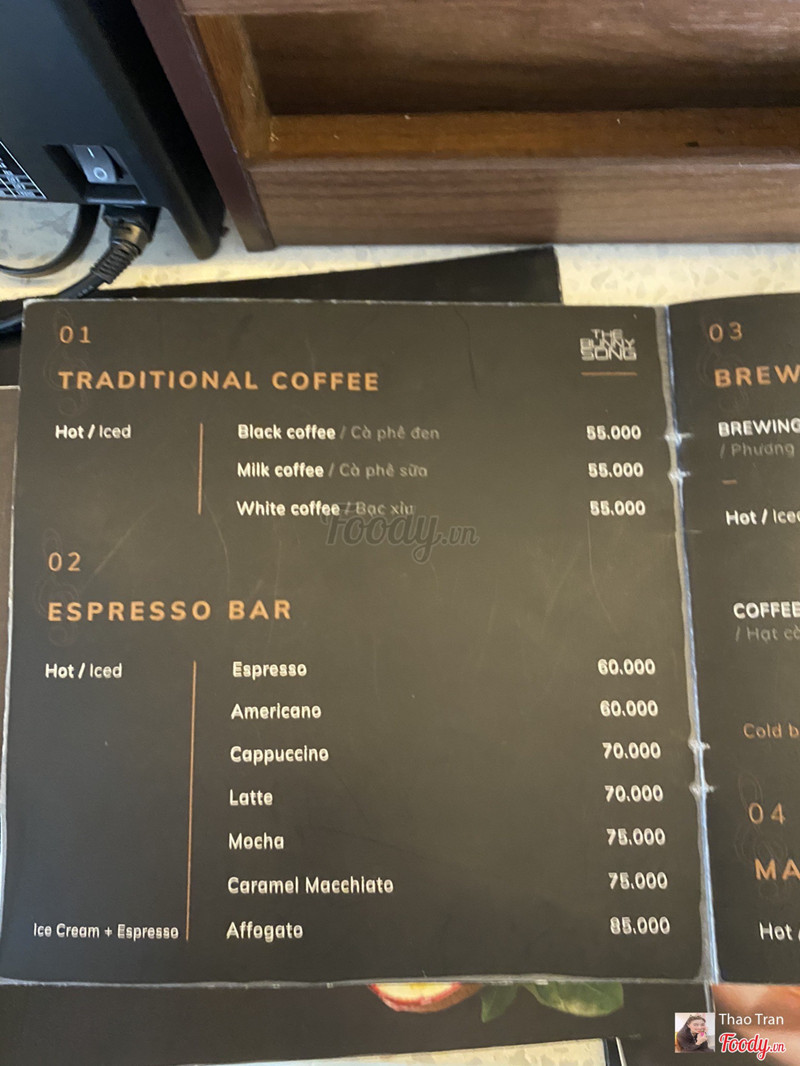 01
THE
BUNNY
SONG
TRADITIONAL COFFEE
Hot / Iced
Black coffee / Cà phê đen 55.000
Milk coffee / Cà phê sữa 55.000
White coffee / Bạc xỉu 55.000
Foody.vn
02
ESPRESSO BAR
Hot / Iced
Espresso 60.000
Americano 60.000
Cappuccino 70.000
Latte 70.000
Mocha 75.000
Caramel Macchiato 75.000
Ice Cream + Espresso Affogato 85.000
03
BREW
BREWING
/ Phương
Hot / Iced
COFFEE
/ Hạt
Cold b
04
MA
Hot /
Thao Tran
Foody.vn